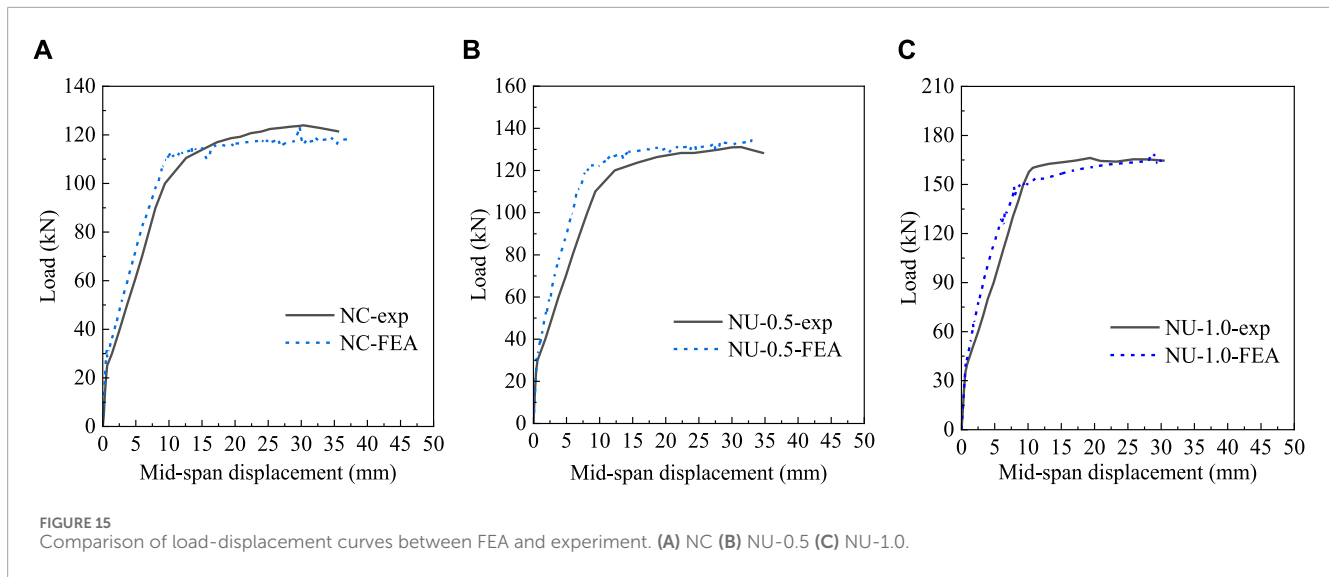 A
B
C
140
120
100
80
60
40
20
0
Load (kN)
NC-exp
NC-FEA
0 5 10 15 20 25 30 35 40 45 50
Mid-span displacement (mm)
160
140
120
100
80
60
40
20
0
Load (kN)
NU-0.5-exp
NU-0.5-FEA
0 5 10 15 20 25 30 35 40 45 50
Mid-span displacement (mm)
210
180
150
120
90
60
30
0
Load (kN)
NU-1.0-exp
NU-1.0-FEA
0 5 10 15 20 25 30 35 40 45 50
Mid-span displacement (mm)
FIGURE 15
Comparison of load-displacement curves between FEA and experiment. (A) NC (B) NU-0.5 (C) NU-1.0.